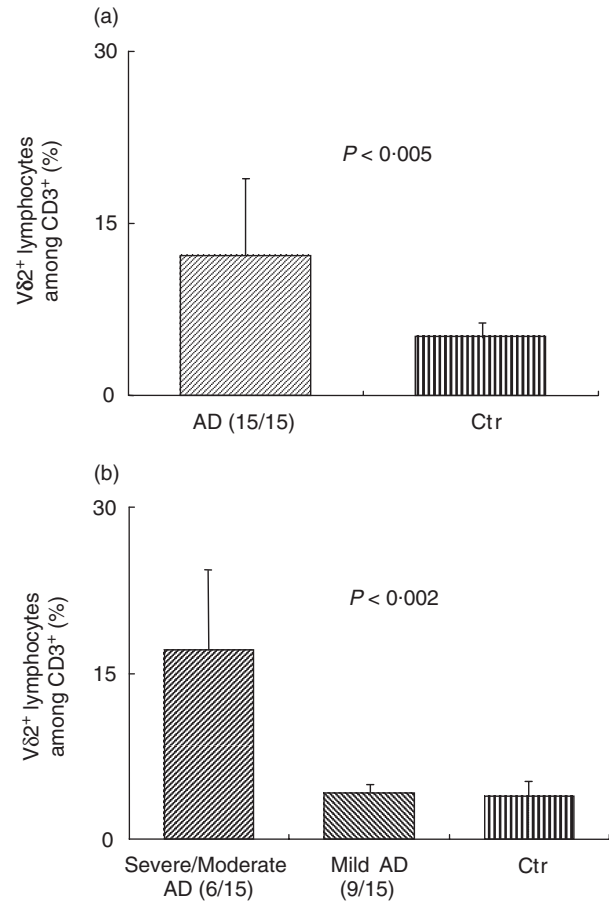 (a)
30
15
0
Vδ2⁺ lymphocytes
among CD3⁺ (%)
P < 0·005
AD (15/15)
Ctr
(b)
30
15
0
Vδ2⁺ lymphocytes
among CD3⁺ (%)
P < 0·002
Severe/Moderate
AD (6/15)
Mild AD
(9/15)
Ctr